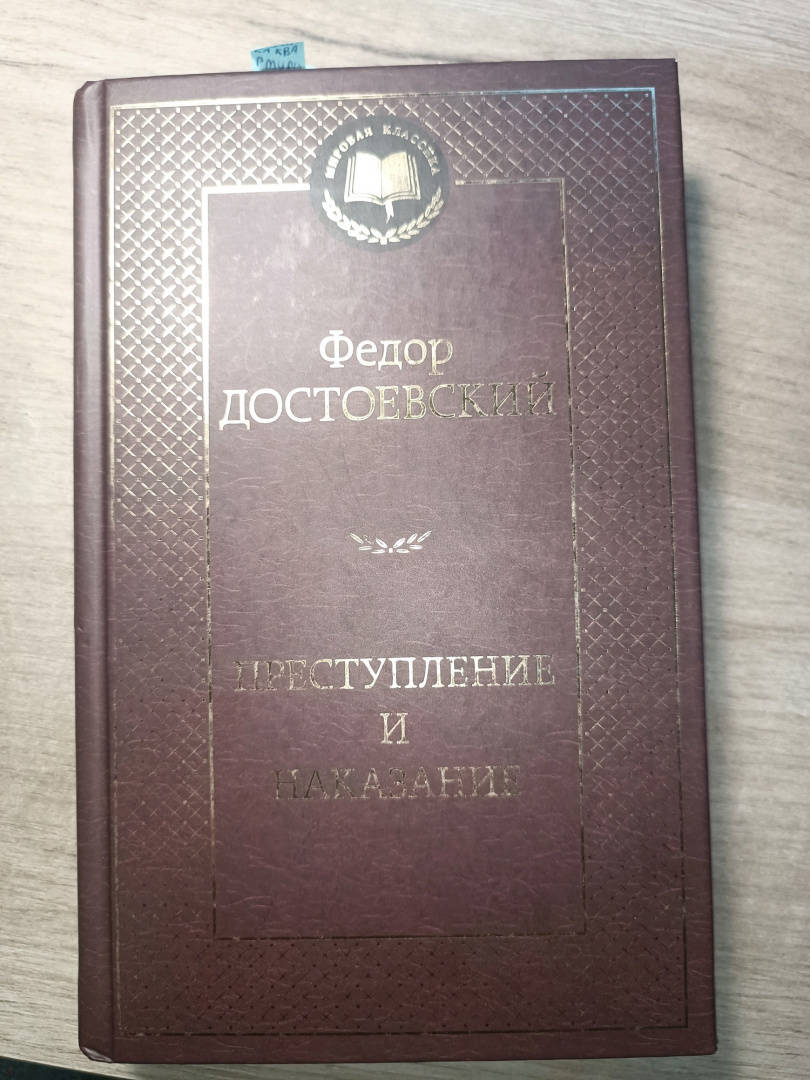 МИРОВАЯ КЛАССИКА
Федор
ДОСТОЕВСКИЙ
ПРЕСТУПЛЕНИЕ
И
НАКАЗАНИЕ